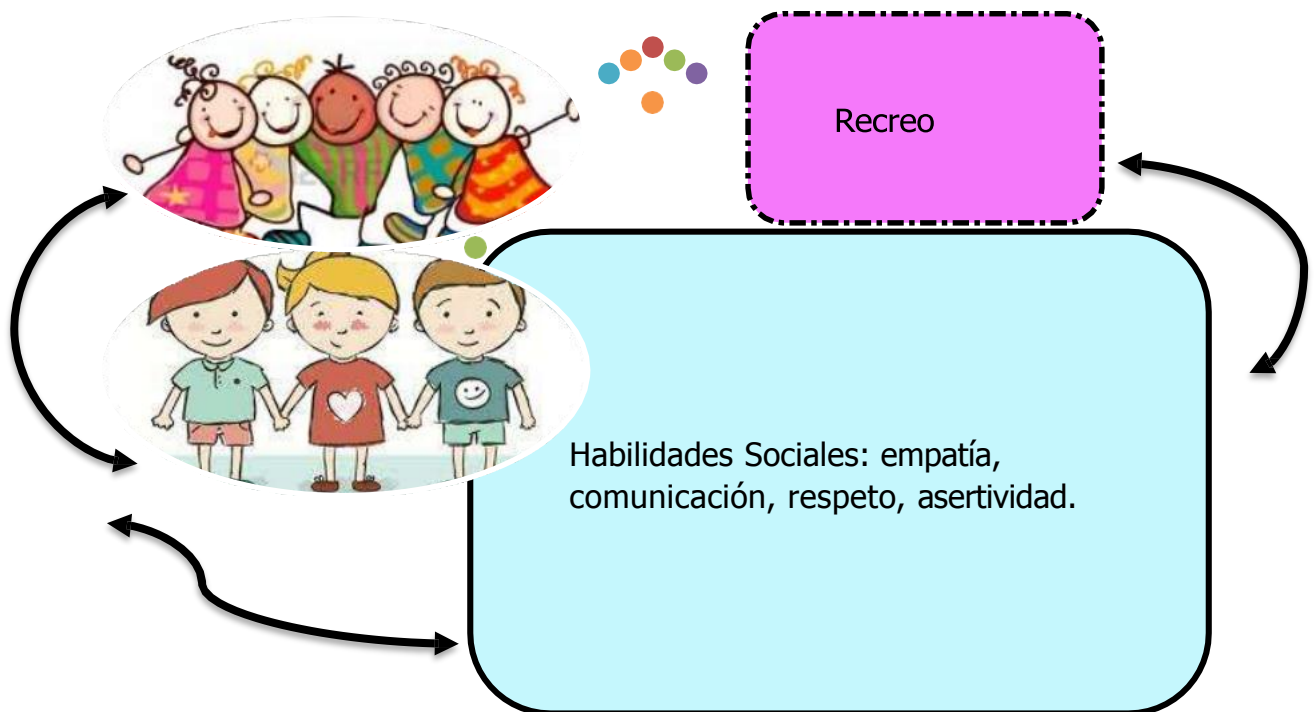 Recreo
Habilidades Sociales: empatía,
comunicación, respeto, asertividad.